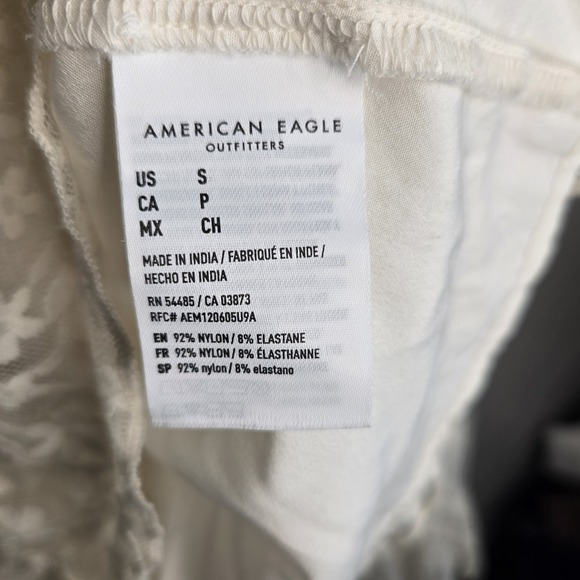 AMERICAN EAGLE
OUTFITTERS
US S
CA P
MX CH
MADE IN INDIA / FABRIQUÉ EN INDE /
HECHO EN INDIA
RN 54485 / CA 03873
RFC# AEM120605U9A
EN 92% NYLON / 8% ELASTANE
FR 92% NYLON / 8% ÉLASTHANNE
SP 92% nylon / 8% elastano